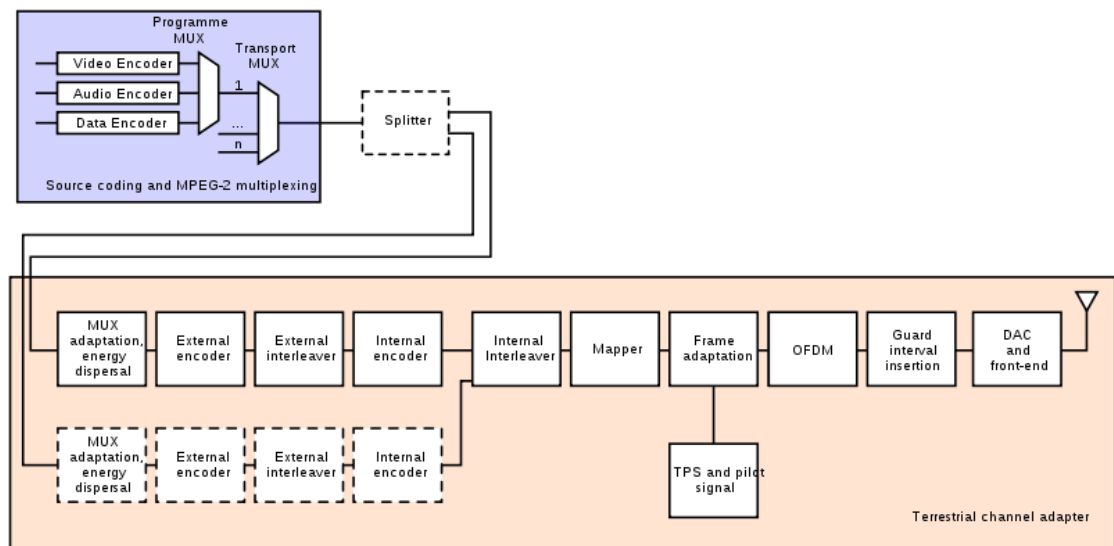 Programme
MUX
Transport
MUX
Video Encoder
Audio Encoder
Data Encoder
1
...
n
Source coding and MPEG-2 multiplexing
Splitter
MUX
adaptation,
energy
dispersal
External
encoder
External
interleaver
Internal
encoder
Internal
Interleaver
Mapper
Frame
adaptation
OFDM
Guard
interval
insertion
DAC
and
front-end
MUX
adaptation,
energy
dispersal
External
encoder
External
interleaver
Internal
encoder
TPS and pilot
signal
Terrestrial channel adapter